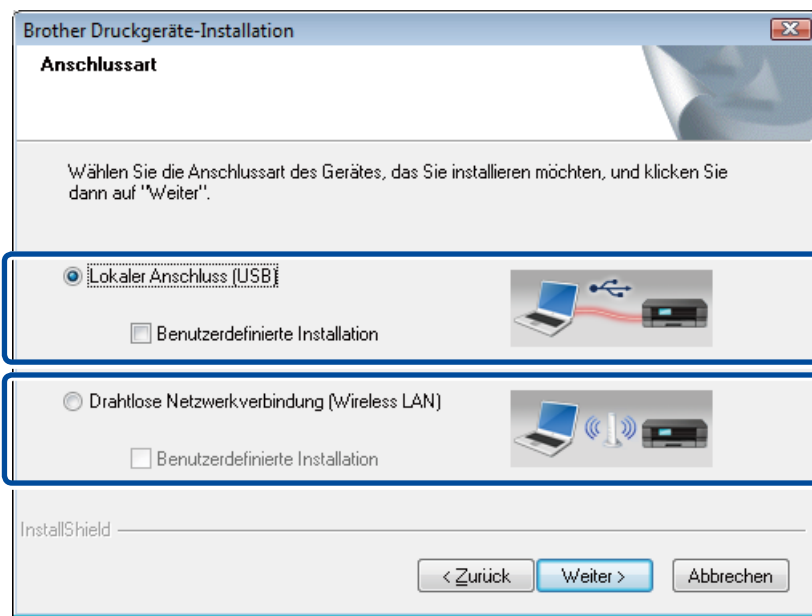 Brother Druckgeräte-Installation
Anschlussart
Wählen Sie die Anschlussart des Gerätes, das Sie installieren möchten, und klicken Sie
dann auf "Weiter".
Lokaler Anschluss (USB)
Benutzerdefinierte Installation
Drahtlose Netzwerkverbindung (Wireless LAN)
Benutzerdefinierte Installation
InstallShield
< Zurück
Weiter >
Abbrechen